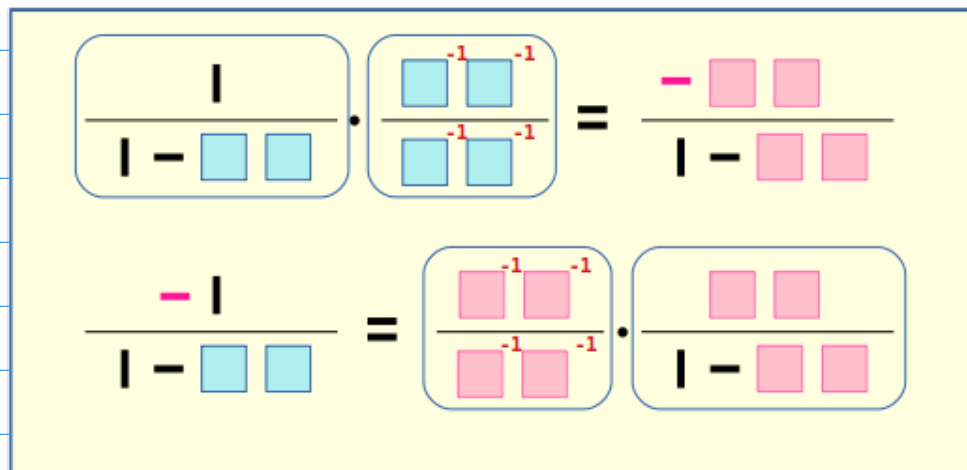 1 -1 -1 - 
1 - · -1 -1 = 1 -
- 1 -1 -1
1 - = -1 -1 · 1 -